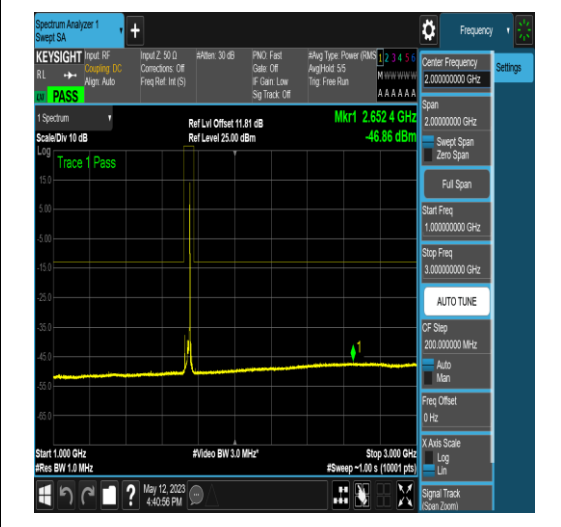 Spectrum Analyzer 1
Swept SA
Frequency
KEYSIGHT
RL
Input: RF
Coupling: DC
Align: Auto
Input Z: 50 Ω
Corrections: Off
Freq Ref: Int (S)
#Atten: 30 dB
PNO: Fast
Gate: Off
IF Gain: Low
Sig Track: Off
#Avg Type: Power (RMS
Avg|Hold: 5/5
Trig: Free Run
1 2 3 4 5 6
M W W W W W
A A A A A A
PASS
1 Spectrum
Scale/Div 10 dB
Ref Lvl Offset 11.81 dB
Ref Level 25.00 dBm
Mkr1 2.652 4 GHz
-46.86 dBm
Log
Trace 1 Pass
15.0
5.00
-5.00
-15.0
-25.0
-35.0
-45.0
-55.0
-65.0
1
Start 1.000 GHz
#Res BW 1.0 MHz
#Video BW 3.0 MHz*
Stop 3.000 GHz
#Sweep ~1.00 s (10001 pts)
May 12, 2023
4:40:56 PM
Center Frequency
2.000000000 GHz
Span
2.00000000 GHz
Swept Span
Zero Span
Full Span
Start Freq
1.000000000 GHz
Stop Freq
3.000000000 GHz
AUTO TUNE
CF Step
200.000000 MHz
Auto
Man
Freq Offset
0 Hz
X Axis Scale
Log
Lin
Signal Track
(Span Zoom)
Settings